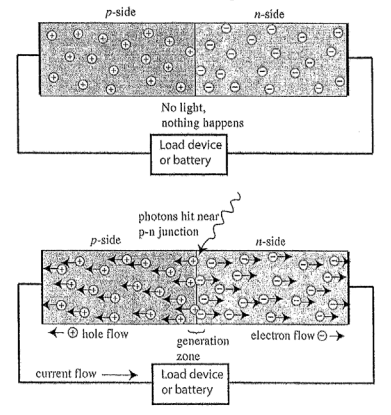 p-side n-side
No light,
nothing happens
Load device
or battery
photons hit near
p-n junction
p-side n-side
← ⊕ hole flow
generation
zone
electron flow ⊖→
current flow →
Load device
or battery